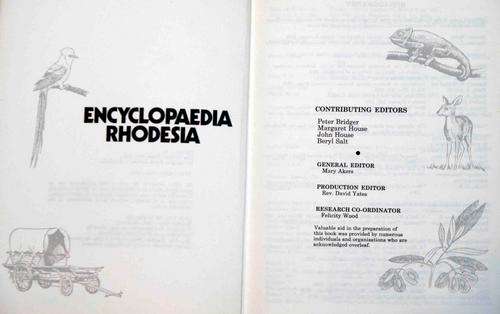 ENCYCLOPAEDIA
RHODESIA
CONTRIBUTING EDITORS
Peter Bridger
Margaret House
John House
Beryl Salt
GENERAL EDITOR
Mary Akers
PRODUCTION EDITOR
Rev. David Yates
RESEARCH CO-ORDINATOR
Felicity Wood
Valuable aid in the preparation of
this book was provided by numerous
individuals and organizations who are
acknowledged overleaf.